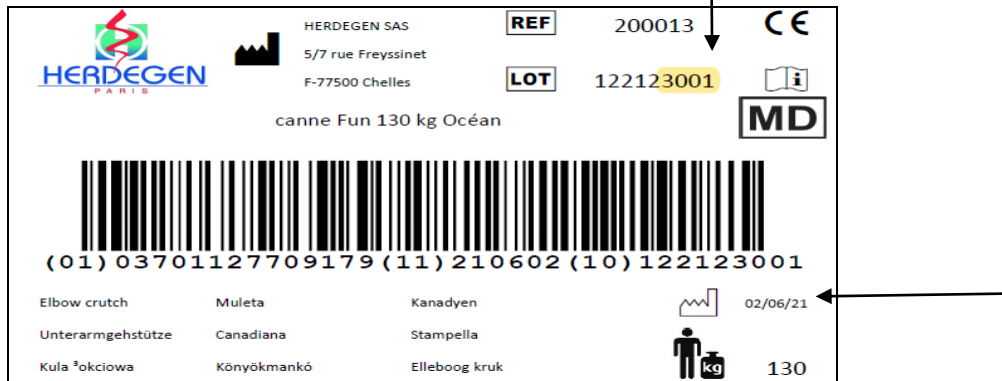 HERDEGEN
PARIS
HERDEGEN SAS
5/7 rue Freyssinet
F-77500 Chelles
REF 200013
LOT 122123001
CE
i
MD
canne Fun 130 kg Océan
(01)03701127709179(11)210602(10)122123001
Elbow crutch Muleta Kanadyen 02/06/21
Unterarmgehstütze Canadiana Stampella
Kula ³okciowa Könyökmankó Elleboog kruk kg 130